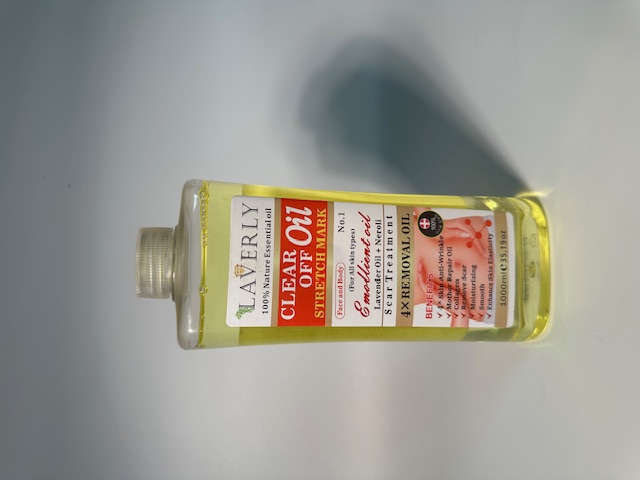 LAVERLY
100% Nature Essential oil
CLEAR
OFF Oil
STRETCH MARK
Face and Body No.1
(For All skin types)
Emollient oil
Lavender Oil + Neroli
Scar Treatment
4× REMOVAL OIL
BENEFITS
4× Skin Anti-Wrinkle
Mother Repair Oil
Collagen
Remove Scar
Moisturizing
Smooth
Enhance Skin Elasticity
100%
1000ml℮35.19oz